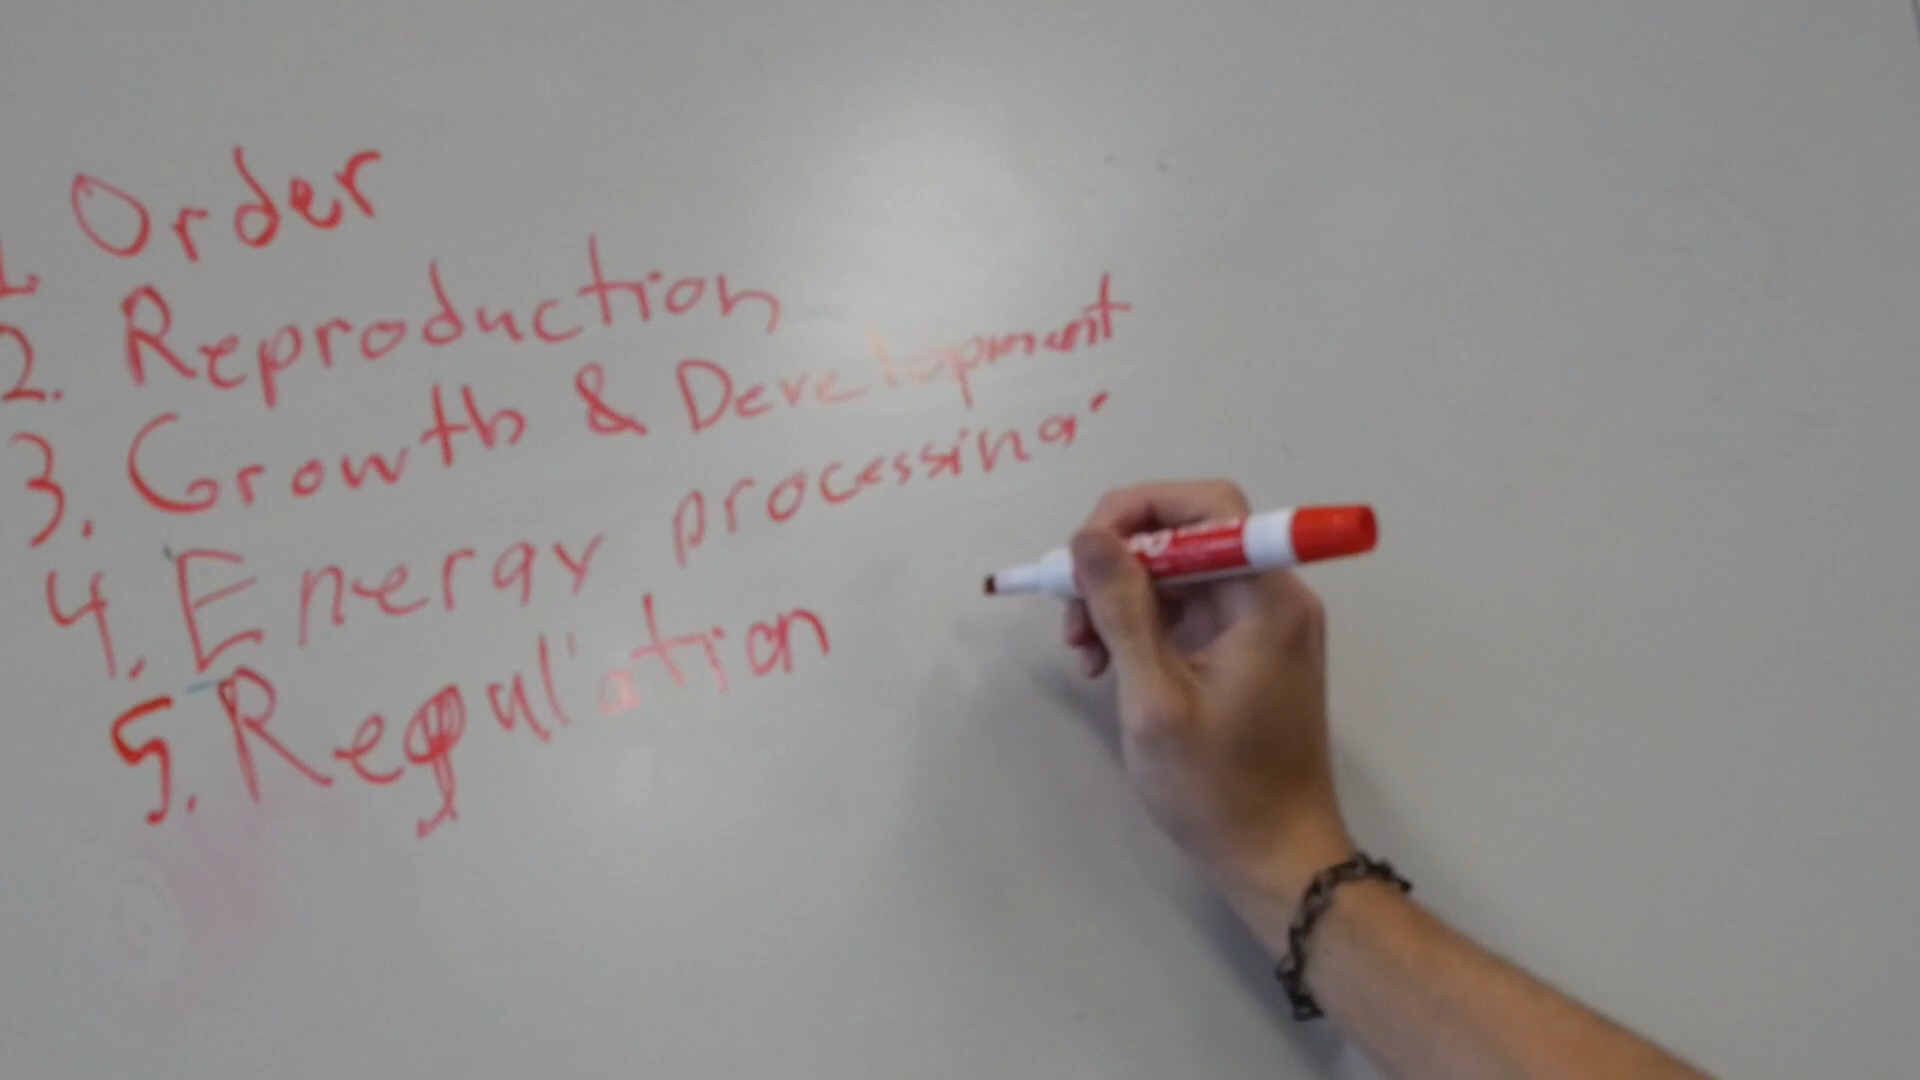 1. Order
2. Reproduction
3. Growth & Development
4. Energy processing
5. Regulation